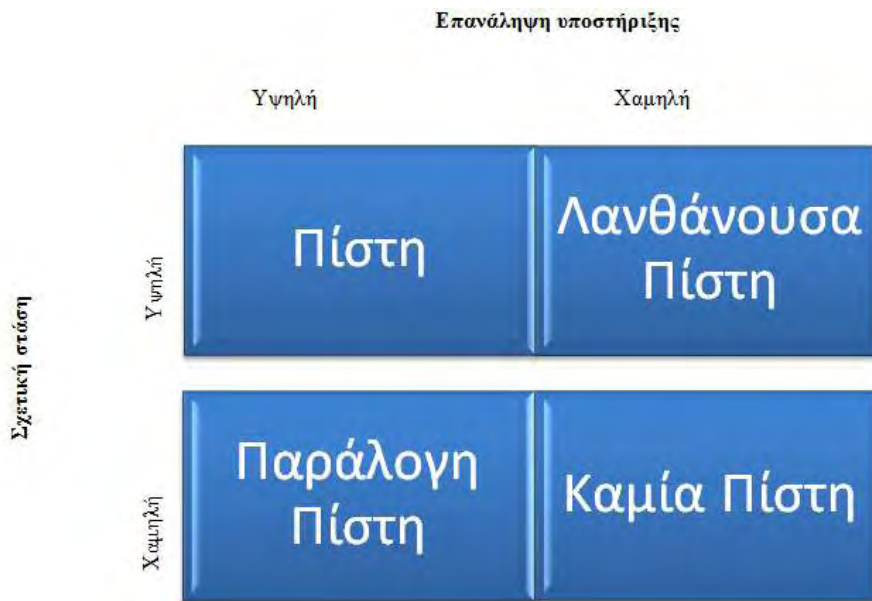 Επανάληψη υποστήριξης
Υψηλή Χαμηλή
Σχετική στάση
Υψηλή
Πίστη
Λανθάνουσα
Πίστη
Χαμηλή
Παράλογη
Πίστη
Καμία Πίστη